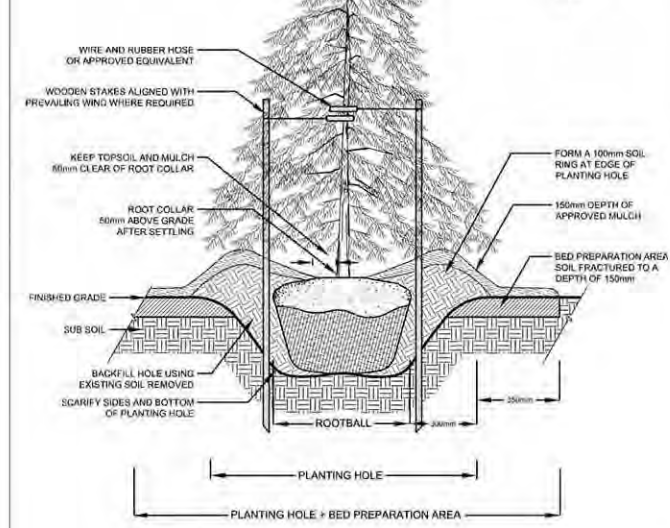 WIRE AND RUBBER HOSE
OR APPROVED EQUIVALENT
WOODEN STAKES ALIGNED WITH
PREVAILING WIND WHERE REQUIRED
KEEP TOPSOIL AND MULCH
50mm CLEAR OF ROOT COLLAR
ROOT COLLAR
50mm ABOVE GRADE
AFTER SETTLING
FINISHED GRADE
SUB SOIL
BACKFILL HOLE USING
EXISTING SOIL REMOVED
SCARIFY SIDES AND BOTTOM
OF PLANTING HOLE
FORM A 100mm SOIL
RING AT EDGE OF
PLANTING HOLE
150mm DEPTH OF
APPROVED MULCH
BED PREPARATION AREA
SOIL FRACTURED TO A
DEPTH OF 150mm
ROOTBALL
300mm
350mm
PLANTING HOLE
PLANTING HOLE + BED PREPARATION AREA